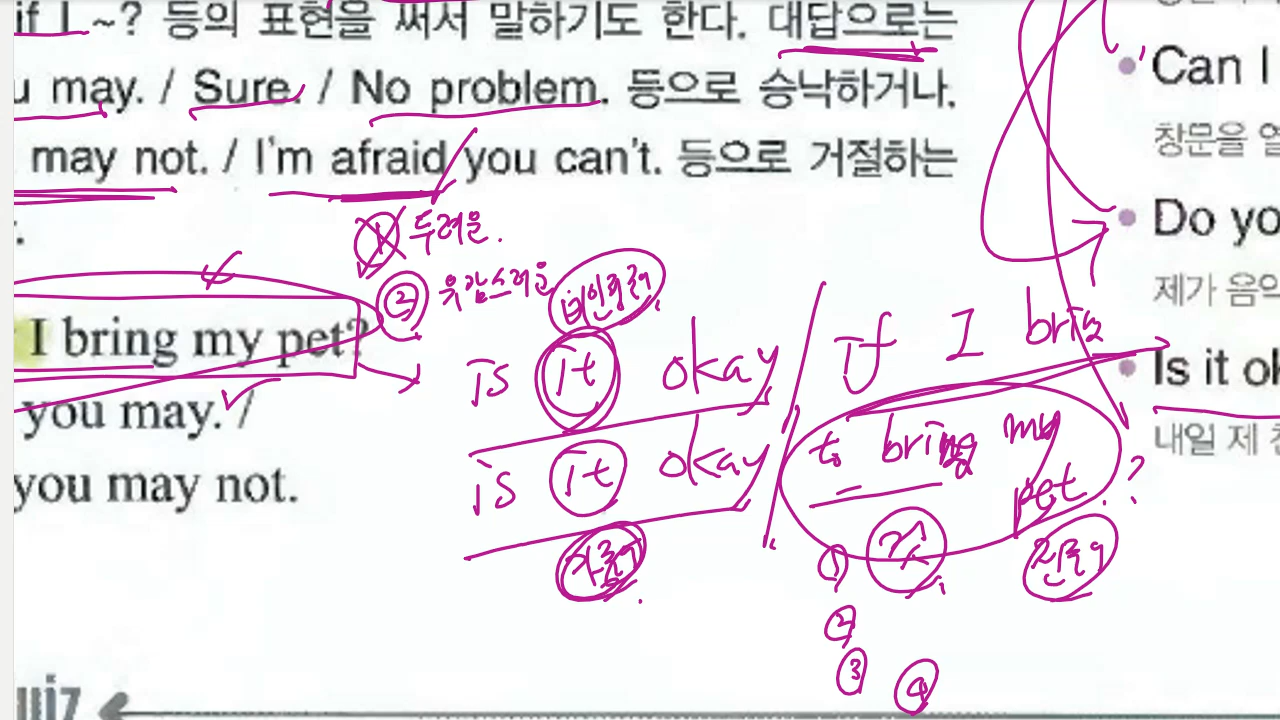 if I ~? 등의 표현을 써서 말하기도 한다. 대답으로는
u may. / Sure. / No problem. 등으로 승낙하거나,
may not. / I'm afraid you can't. 등으로 거절하는
① 두려운.
② 유감스러운
비인칭주어
I bring my pet?
you may. /
you may not.
is it okay / if I bring
is it okay to bring my pet?
가주어
것
진주어
①
②
③
④
Can I
창문을 열
Do yo
제가 음악
Is it ok
내일 제 친
uiz